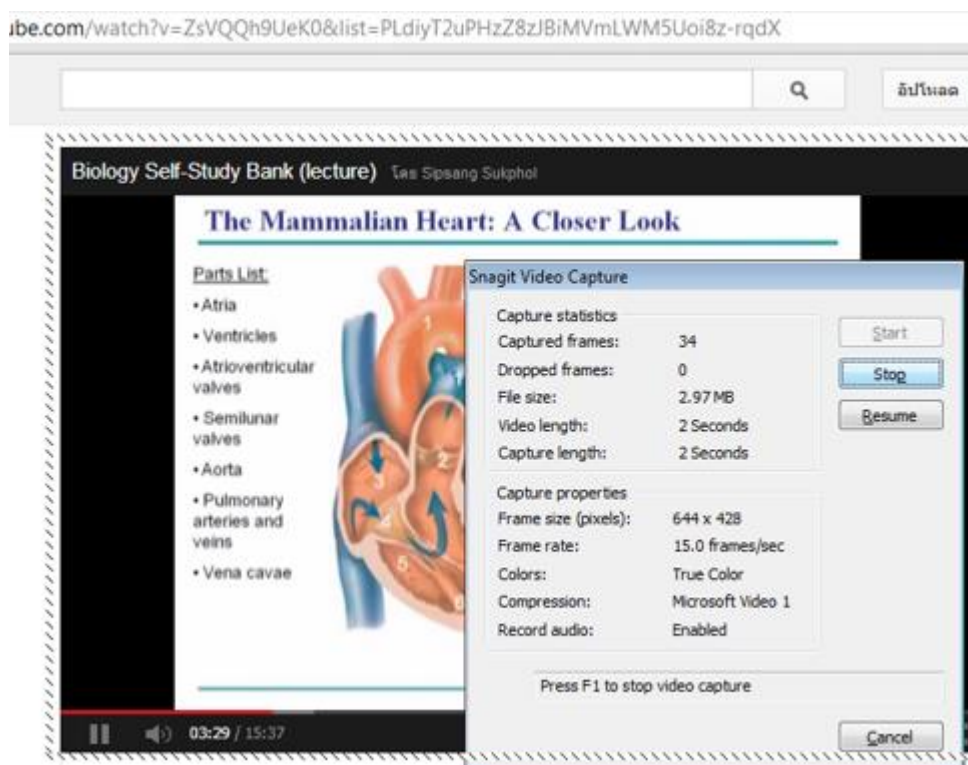 ube.com/watch?v=ZsVQQh9UeK0&list=PLdiyT2uPHzZ8zJBiMVmLWM5Uoi8z-rqdX
อัปโหลด
Biology Self-Study Bank (lecture) โดย Sipsang Sukphol
The Mammalian Heart: A Closer Look
Parts List:
• Atria
• Ventricles
• Atrioventricular
valves
• Semilunar
valves
• Aorta
• Pulmonary
arteries and
veins
• Vena cavae
1
2
3
4
5
Snagit Video Capture
Capture statistics
Captured frames: 34
Dropped frames: 0
File size: 2.97 MB
Video length: 2 Seconds
Capture length: 2 Seconds
Capture properties
Frame size (pixels): 644 x 428
Frame rate: 15.0 frames/sec
Colors: True Color
Compression: Microsoft Video 1
Record audio: Enabled
Press F1 to stop video capture
Start
Stop
Resume
Cancel
03:29 / 15:37